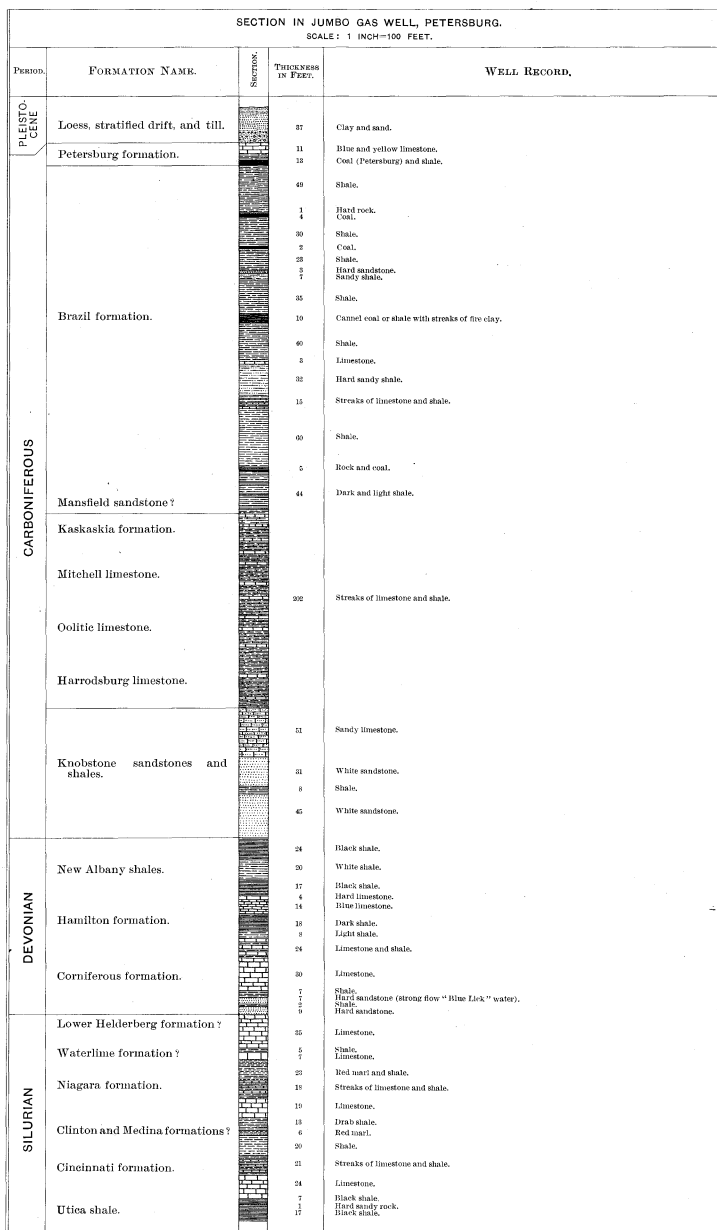 SECTION IN JUMBO GAS WELL, PETERSBURG.
SCALE: 1 INCH=100 FEET.
PERIOD.
FORMATION NAME.
SECTION.
THICKNESS
IN FEET.
WELL RECORD.
PLEISTO-
CENE
Loess, stratified drift, and till.
37 Clay and sand.
Petersburg formation.
11 Blue and yellow limestone.
13 Coal (Petersburg) and shale.
49 Shale.
1 Hard rock.
4 Coal.
30 Shale.
2 Coal.
23 Shale.
3 Hard sandstone.
7 Sandy shale.
35 Shale.
Brazil formation.
10 Cannel coal or shale with streaks of fire clay.
60 Shale.
3 Limestone.
32 Hard sandy shale.
15 Streaks of limestone and shale.
60 Shale.
CARBONIFEROUS
5 Rock and coal.
44 Dark and light shale.
Mansfield sandstone?
Kaskaskia formation.
Mitchell limestone.
202 Streaks of limestone and shale.
Oolitic limestone.
Harrodsburg limestone.
51 Sandy limestone.
Knobstone sandstones and
shales.
31 White sandstone.
8 Shale.
45 White sandstone.
24 Black shale.
New Albany shales.
20 White shale.
17 Black shale.
4 Hard limestone.
14 Blue limestone.
DEVONIAN
Hamilton formation.
18 Dark shale.
8 Light shale.
24 Limestone and shale.
Corniferous formation.
30 Limestone.
7 Shale.
7 Hard sandstone (strong flow "Blue Lick" water).
2 Shale.
9 Hard sandstone.
Lower Helderberg formation?
35 Limestone.
Waterlime formation?
5 Shale.
7 Limestone.
23 Red marl and shale.
Niagara formation.
18 Streaks of limestone and shale.
19 Limestone.
SILURIAN
13 Drab shale.
Clinton and Medina formations?
6 Red marl.
20 Shale.
Cincinnati formation.
21 Streaks of limestone and shale.
24 Limestone.
7 Black shale.
1 Hard sandy rock.
Utica shale.
17 Black shale.